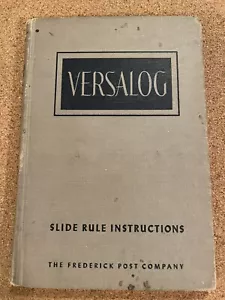 VERSALOG
SLIDE RULE INSTRUCTIONS
THE FREDERICK POST COMPANY